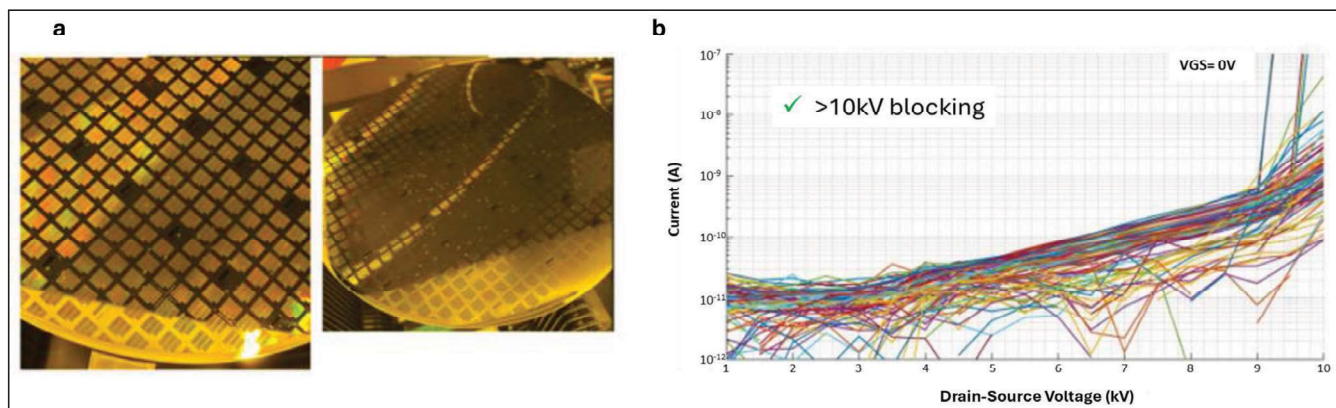 a
b
10-7
10-8
10-9
10-10
10-11
10-12
Current (A)
VGS= 0V
✓ >10kV blocking
1 2 3 4 5 6 7 8 9 10
Drain-Source Voltage (kV)